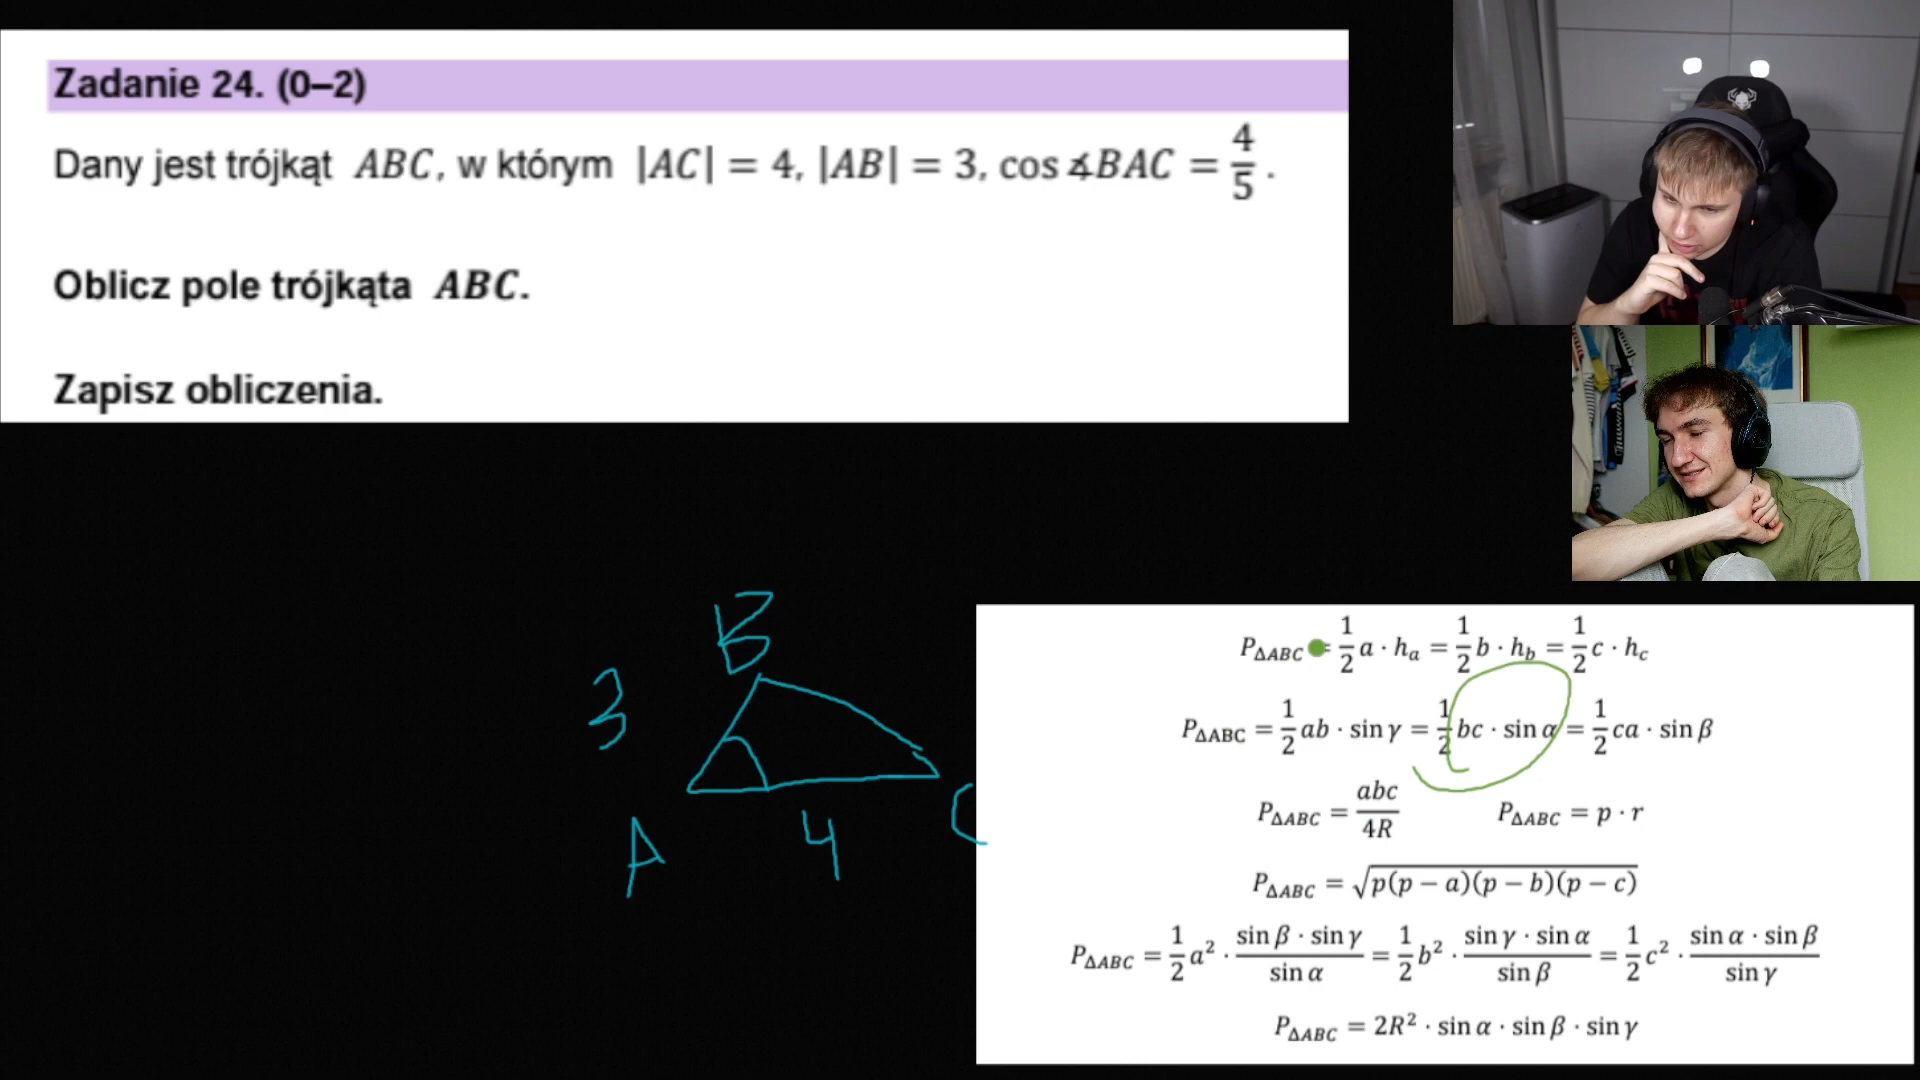 Zadanie 24. (0–2)
Dany jest trójkąt ABC, w którym |AC| = 4, |AB| = 3, cos ∡BAC = 4/5 .
Oblicz pole trójkąta ABC.
Zapisz obliczenia.
B
3
A
4
C
P_ΔABC = 1/2 a · h_a = 1/2 b · h_b = 1/2 c · h_c
P_ΔABC = 1/2 ab · sin γ = 1/2 bc · sin α = 1/2 ca · sin β
P_ΔABC = abc/4R P_ΔABC = p · r
P_ΔABC = √(p(p − a)(p − b)(p − c))
P_ΔABC = 1/2 a² · (sin β · sin γ)/(sin α) = 1/2 b² · (sin γ · sin α)/(sin β) = 1/2 c² · (sin α · sin β)/(sin γ)
P_ΔABC = 2R² · sin α · sin β · sin γ